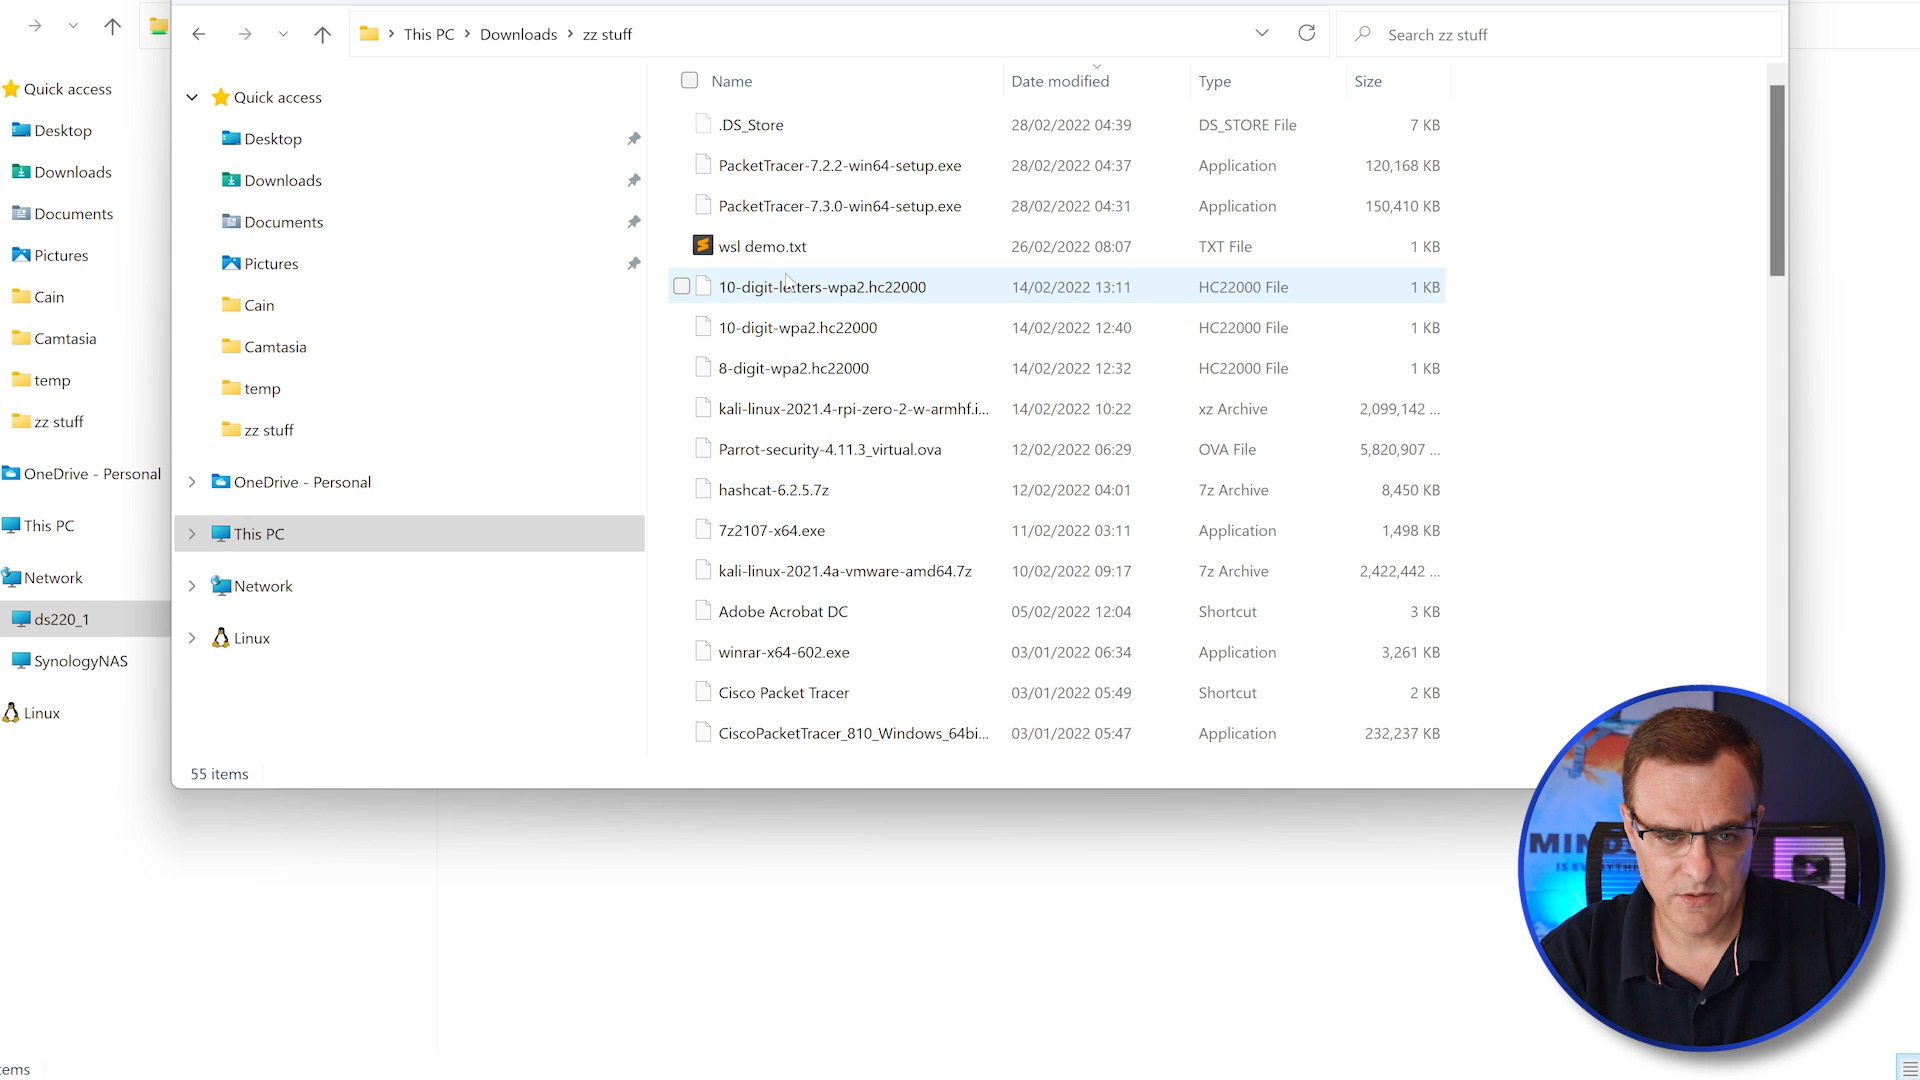 This PC > Downloads > zz stuff
Search zz stuff
Quick access
Desktop
Downloads
Documents
Pictures
Cain
Camtasia
temp
zz stuff
OneDrive - Personal
This PC
Network
ds220_1
SynologyNAS
Linux
tems
Quick access
Desktop
Downloads
Documents
Pictures
Cain
Camtasia
temp
zz stuff
OneDrive - Personal
This PC
Network
Linux
55 items
Name Date modified Type Size
.DS_Store 28/02/2022 04:39 DS_STORE File 7 KB
PacketTracer-7.2.2-win64-setup.exe 28/02/2022 04:37 Application 120,168 KB
PacketTracer-7.3.0-win64-setup.exe 28/02/2022 04:31 Application 150,410 KB
wsl demo.txt 26/02/2022 08:07 TXT File 1 KB
10-digit-letters-wpa2.hc22000 14/02/2022 13:11 HC22000 File 1 KB
10-digit-wpa2.hc22000 14/02/2022 12:40 HC22000 File 1 KB
8-digit-wpa2.hc22000 14/02/2022 12:32 HC22000 File 1 KB
kali-linux-2021.4-rpi-zero-2-w-armhf.i... 14/02/2022 10:22 xz Archive 2,099,142 ...
Parrot-security-4.11.3_virtual.ova 12/02/2022 06:29 OVA File 5,820,907 ...
hashcat-6.2.5.7z 12/02/2022 04:01 7z Archive 8,450 KB
7z2107-x64.exe 11/02/2022 03:11 Application 1,498 KB
kali-linux-2021.4a-vmware-amd64.7z 10/02/2022 09:17 7z Archive 2,422,442 ...
Adobe Acrobat DC 05/02/2022 12:04 Shortcut 3 KB
winrar-x64-602.exe 03/01/2022 06:34 Application 3,261 KB
Cisco Packet Tracer 03/01/2022 05:49 Shortcut 2 KB
CiscoPacketTracer_810_Windows_64bi... 03/01/2022 05:47 Application 232,237 KB